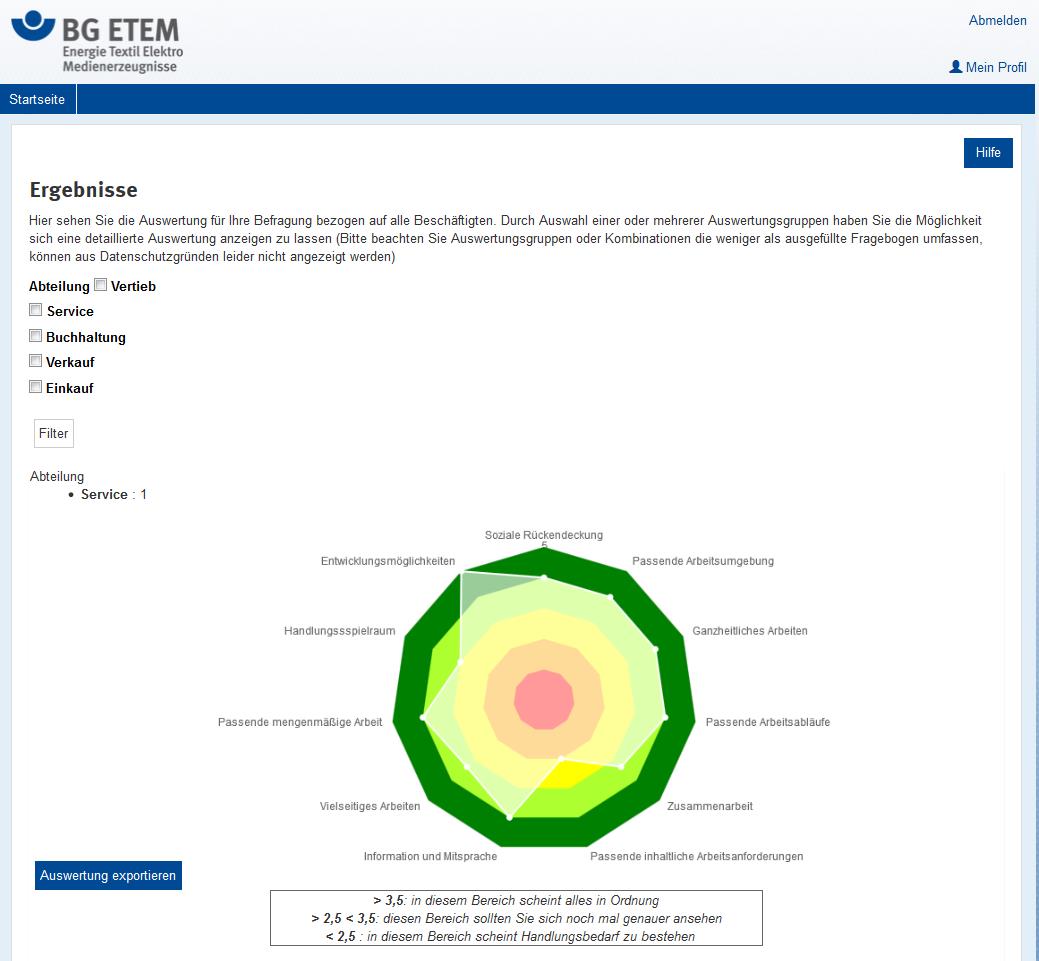 BG ETEM
Energie Textil Elektro
Medienerzeugnisse
Abmelden
Mein Profil
Startseite
Hilfe
Ergebnisse
Hier sehen Sie die Auswertung für Ihre Befragung bezogen auf alle Beschäftigten. Durch Auswahl einer oder mehrerer Auswertungsgruppen haben Sie die Möglichkeit
sich eine detaillierte Auswertung anzeigen zu lassen (Bitte beachten Sie Auswertungsgruppen oder Kombinationen die weniger als ausgefüllte Fragebogen umfassen,
können aus Datenschutzgründen leider nicht angezeigt werden)
Abteilung Vertieb
Service
Buchhaltung
Verkauf
Einkauf
Filter
Abteilung
• Service : 1
Soziale Rückendeckung
5
Entwicklungsmöglichkeiten
Passende Arbeitsumgebung
Handlungssspielraum
Ganzheitliches Arbeiten
Passende mengenmäßige Arbeit
Passende Arbeitsabläufe
Vielseitiges Arbeiten
Zusammenarbeit
Information und Mitsprache
Passende inhaltliche Arbeitsanforderungen
Auswertung exportieren
> 3,5: in diesem Bereich scheint alles in Ordnung
> 2,5 < 3,5: diesen Bereich sollten Sie sich noch mal genauer ansehen
< 2,5 : in diesem Bereich scheint Handlungsbedarf zu bestehen